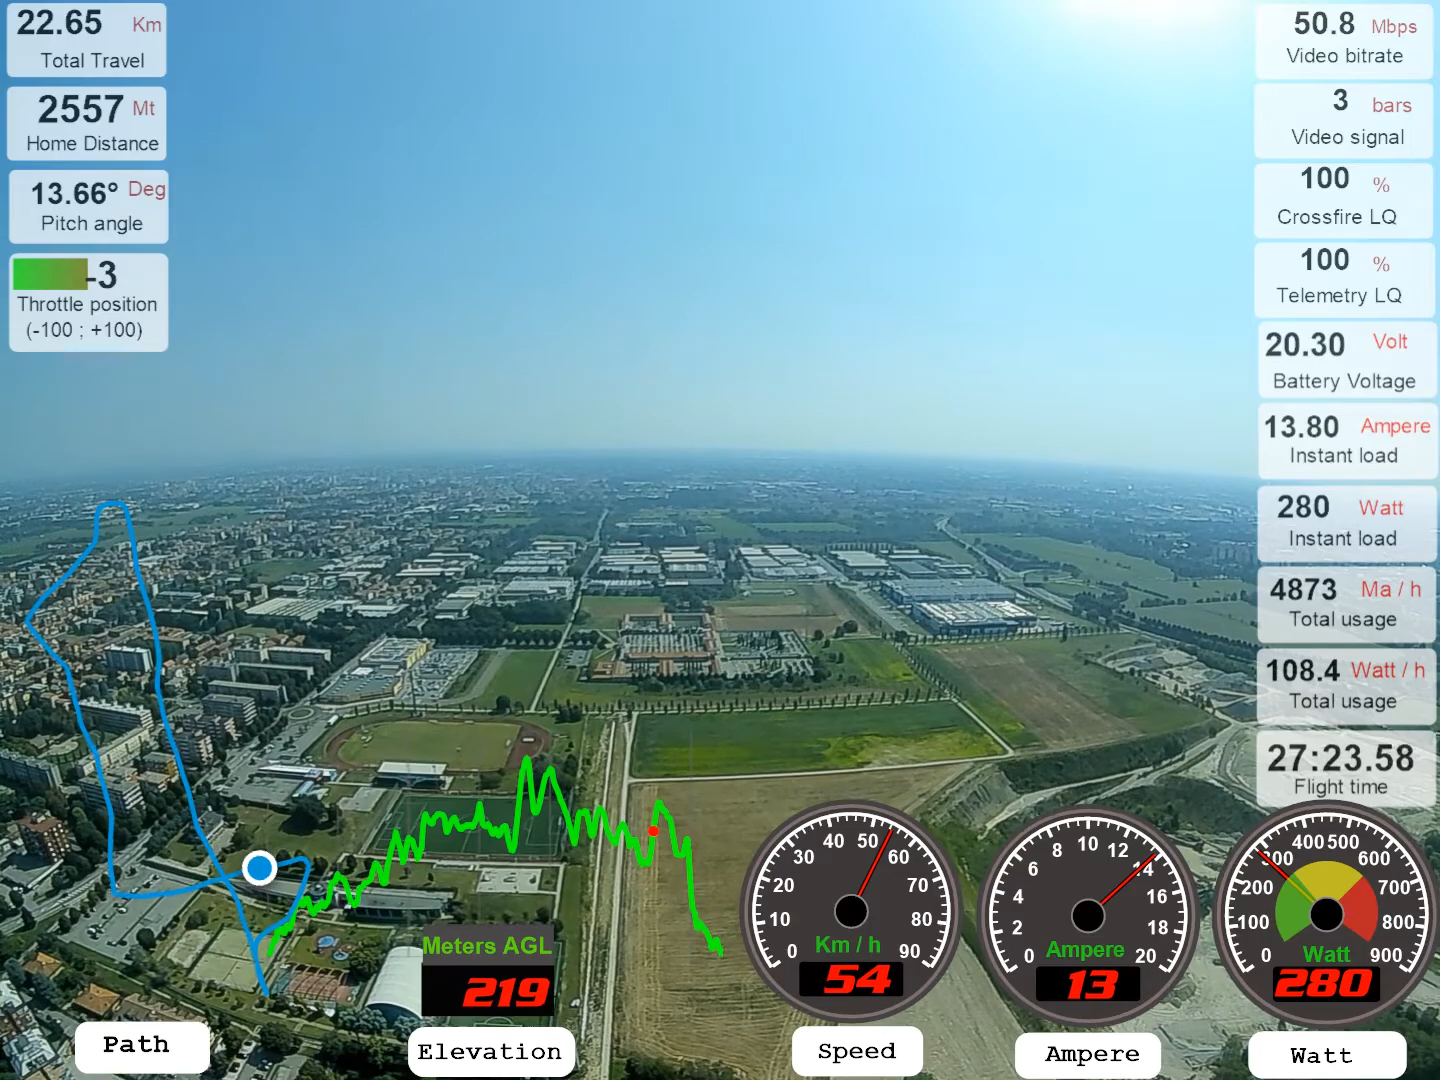 22.65 Km
Total Travel
2557 Mt
Home Distance
13.66° Deg
Pitch angle
-3
Throttle position
(-100 ; +100)
50.8 Mbps
Video bitrate
3 bars
Video signal
100 %
Crossfire LQ
100 %
Telemetry LQ
20.30 Volt
Battery Voltage
13.80 Ampere
Instant load
280 Watt
Instant load
4873 Ma / h
Total usage
108.4 Watt / h
Total usage
27:23.58
Flight time
Meters AGL
219
0 10 20 30 40 50 60 70 80 90
Km / h
54
0 2 4 6 8 10 12 14 16 18 20
Ampere
13
0 100 200 300 400 500 600 700 800 900
Watt
280
Path
Elevation
Speed
Ampere
Watt